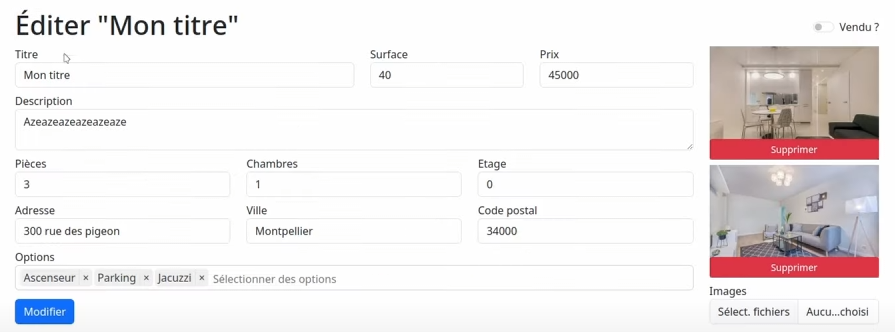 Éditer "Mon titre"
Vendu ?
Titre
Surface
Prix
Mon titre
40
45000
Description
Azeazeazeazeazeaze
Supprimer
Pièces
Chambres
Etage
3
1
0
Adresse
Ville
Code postal
300 rue des pigeon
Montpellier
34000
Options
Ascenseur × Parking × Jacuzzi × Sélectionner des options
Supprimer
Images
Modifier
Sélect. fichiers Aucu...choisi